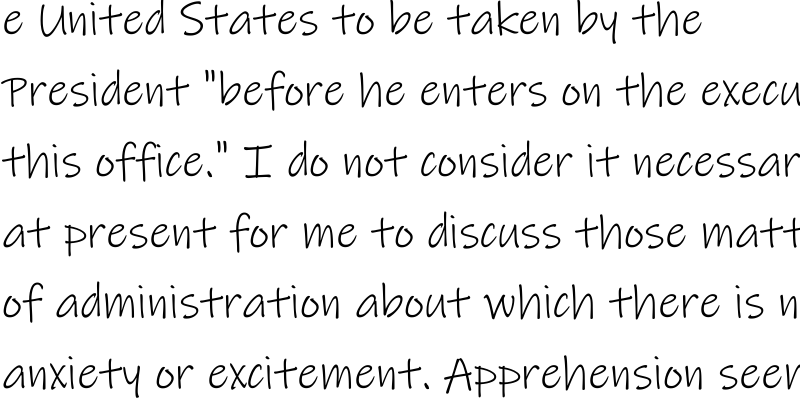 e United States to be taken by the
President "before he enters on the execu
this office." I do not consider it necessar
at present for me to discuss those matt
of administration about which there is n
anxiety or excitement. Apprehension seem